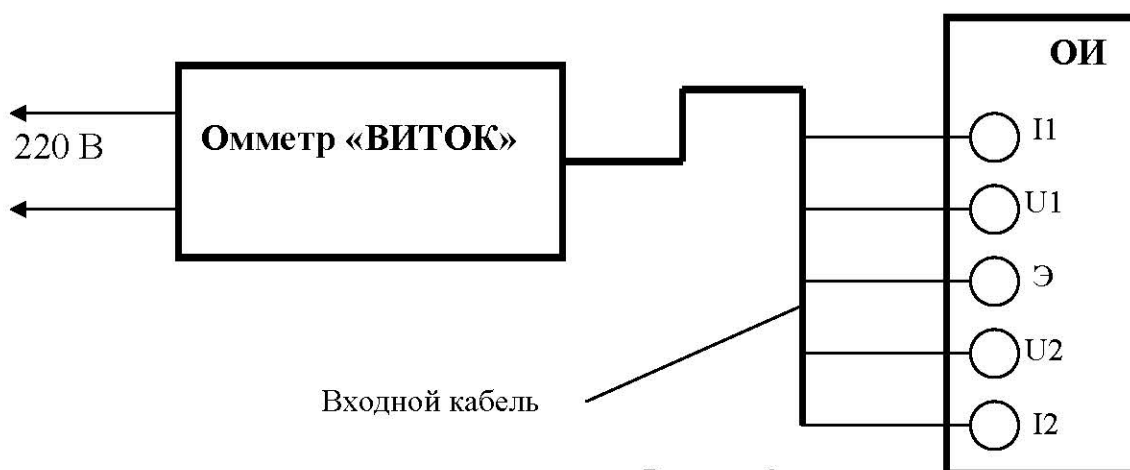 ОИ
Омметр «ВИТОК»
220 В
I1
U1
Э
U2
I2
Входной кабель